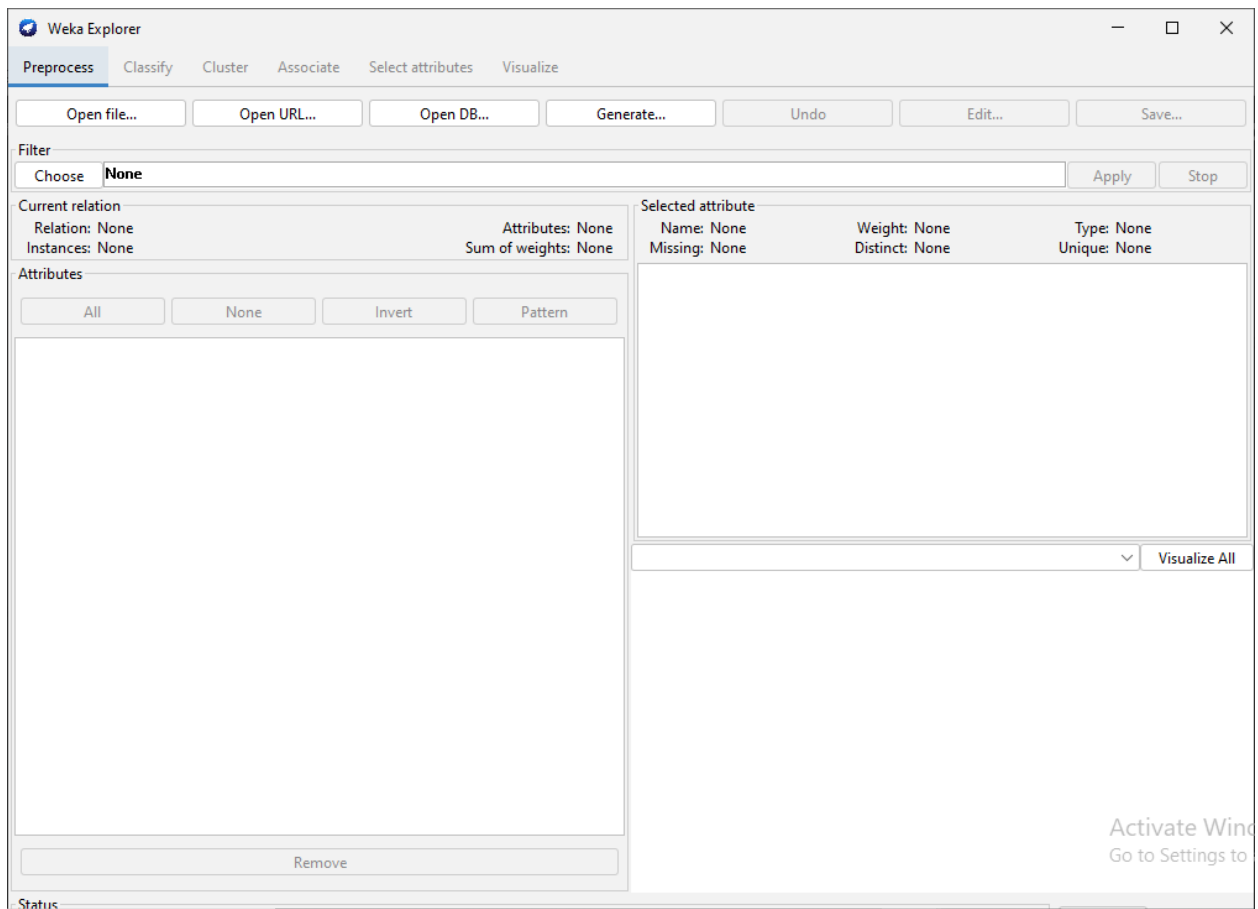 Weka Explorer
Preprocess Classify Cluster Associate Select attributes Visualize
Open file... Open URL... Open DB... Generate... Undo Edit... Save...
Filter
Choose None Apply Stop
Current relation
Relation: None Attributes: None
Instances: None Sum of weights: None
Selected attribute
Name: None Weight: None Type: None
Missing: None Distinct: None Unique: None
Attributes
All None Invert Pattern
Visualize All
Remove
Activate Wind
Go to Settings to
Status